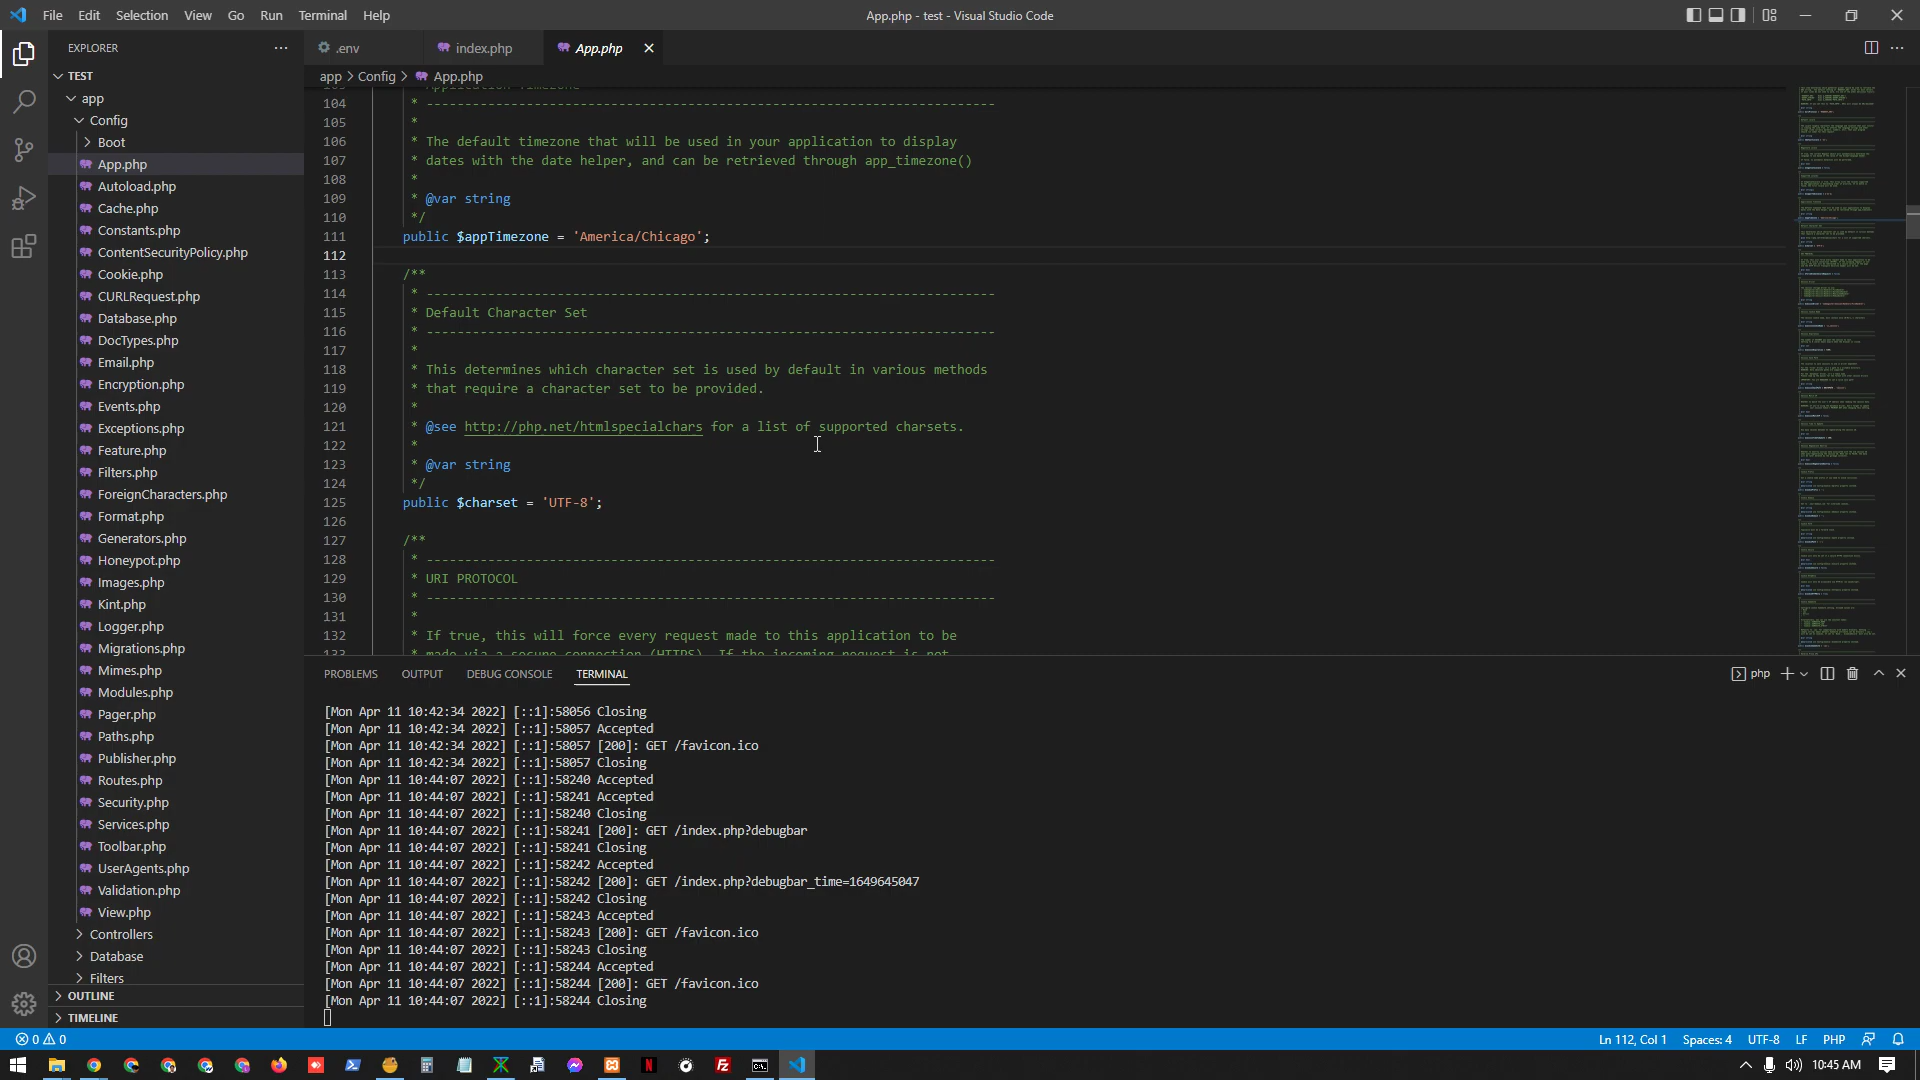 File Edit Selection View Go Run Terminal Help
App.php - test - Visual Studio Code
EXPLORER
TEST
app
Config
Boot
App.php
Autoload.php
Cache.php
Constants.php
ContentSecurityPolicy.php
Cookie.php
CURLRequest.php
Database.php
DocTypes.php
Email.php
Encryption.php
Events.php
Exceptions.php
Feature.php
Filters.php
ForeignCharacters.php
Format.php
Generators.php
Honeypot.php
Images.php
Kint.php
Logger.php
Migrations.php
Mimes.php
Modules.php
Pager.php
Paths.php
Publisher.php
Routes.php
Security.php
Services.php
Toolbar.php
UserAgents.php
Validation.php
View.php
Controllers
Database
Filters
OUTLINE
TIMELINE
.env index.php App.php
app > Config > App.php
103 * Application Timezone
104 * --------------------------------------------------------------------------
105 *
106 * The default timezone that will be used in your application to display
107 * dates with the date helper, and can be retrieved through app_timezone()
108 *
109 * @var string
110 */
111 public $appTimezone = 'America/Chicago';
112
113 /**
114 * --------------------------------------------------------------------------
115 * Default Character Set
116 * --------------------------------------------------------------------------
117 *
118 * This determines which character set is used by default in various methods
119 * that require a character set to be provided.
120 *
121 * @see http://php.net/htmlspecialchars for a list of supported charsets.
122 *
123 * @var string
124 */
125 public $charset = 'UTF-8';
126
127 /**
128 * --------------------------------------------------------------------------
129 * URI PROTOCOL
130 * --------------------------------------------------------------------------
131 *
132 * If true, this will force every request made to this application to be
133 * made via a secure connection (HTTPS). If the incoming request is not
PROBLEMS OUTPUT DEBUG CONSOLE TERMINAL
php
[Mon Apr 11 10:42:34 2022] [::1]:58056 Closing
[Mon Apr 11 10:42:34 2022] [::1]:58057 Accepted
[Mon Apr 11 10:42:34 2022] [::1]:58057 [200]: GET /favicon.ico
[Mon Apr 11 10:42:34 2022] [::1]:58057 Closing
[Mon Apr 11 10:44:07 2022] [::1]:58240 Accepted
[Mon Apr 11 10:44:07 2022] [::1]:58241 Accepted
[Mon Apr 11 10:44:07 2022] [::1]:58240 Closing
[Mon Apr 11 10:44:07 2022] [::1]:58241 [200]: GET /index.php?debugbar
[Mon Apr 11 10:44:07 2022] [::1]:58241 Closing
[Mon Apr 11 10:44:07 2022] [::1]:58242 Accepted
[Mon Apr 11 10:44:07 2022] [::1]:58242 [200]: GET /index.php?debugbar_time=1649645047
[Mon Apr 11 10:44:07 2022] [::1]:58242 Closing
[Mon Apr 11 10:44:07 2022] [::1]:58243 Accepted
[Mon Apr 11 10:44:07 2022] [::1]:58243 [200]: GET /favicon.ico
[Mon Apr 11 10:44:07 2022] [::1]:58243 Closing
[Mon Apr 11 10:44:07 2022] [::1]:58244 Accepted
[Mon Apr 11 10:44:07 2022] [::1]:58244 [200]: GET /favicon.ico
[Mon Apr 11 10:44:07 2022] [::1]:58244 Closing
0 0
Ln 112, Col 1 Spaces: 4 UTF-8 LF PHP
10:45 AM